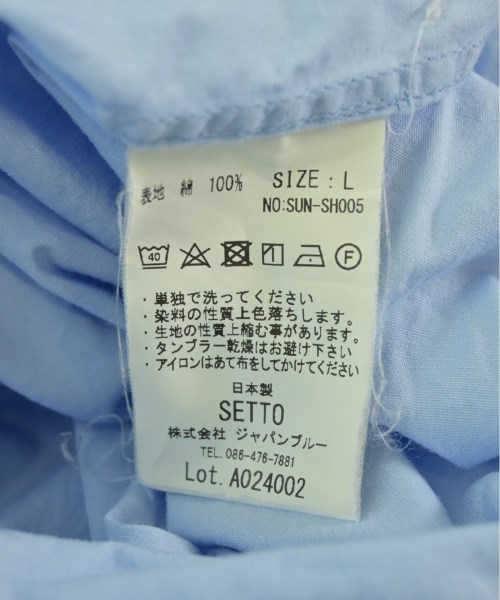 表地 綿 100% SIZE : L
NO:SUN-SH005
40 F
・単独で洗ってください
・染料の性質上色落ちします。
・生地の性質上縮む事があります。
・タンブラー乾燥はお避け下さい
・アイロンはあて布をしてかけてください
日本製
SETTO
株式会社 ジャパンブルー
TEL. 086-476-7881
Lot. A024002